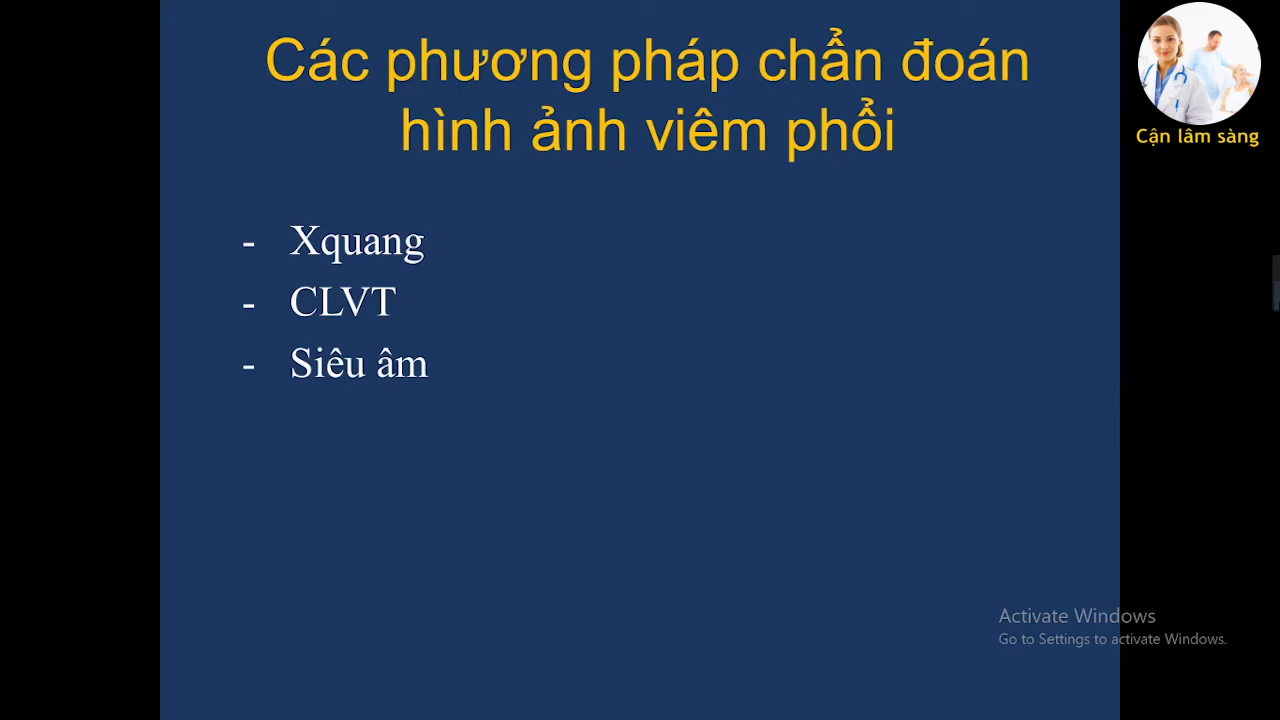 Các phương pháp chẩn đoán
hình ảnh viêm phổi
Cận lâm sàng
- Xquang
- CLVT
- Siêu âm
Activate Windows
Go to Settings to activate Windows.